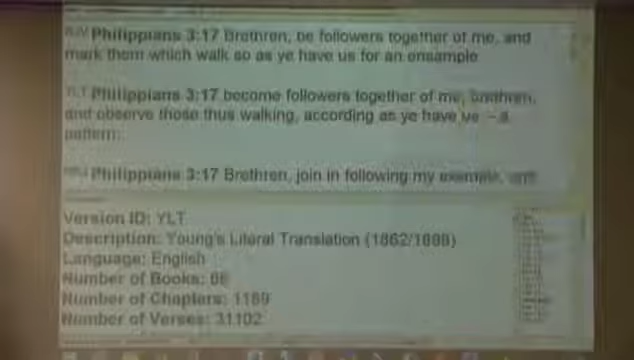 Philippians 3:17 Brethren, be followers together of me, and
mark them which walk so as ye have us for an ensample
YLT Philippians 3:17 become followers together of me, brethren,
and observe those thus walking, according as ye have us -- a
pattern;
Philippians 3:17 Brethren, join in following my example, and
Version ID: YLT
Description: Young's Literal Translation (1862/1898)
Language: English
Number of Books: 66
Number of Chapters: 1189
Number of Verses: 31102